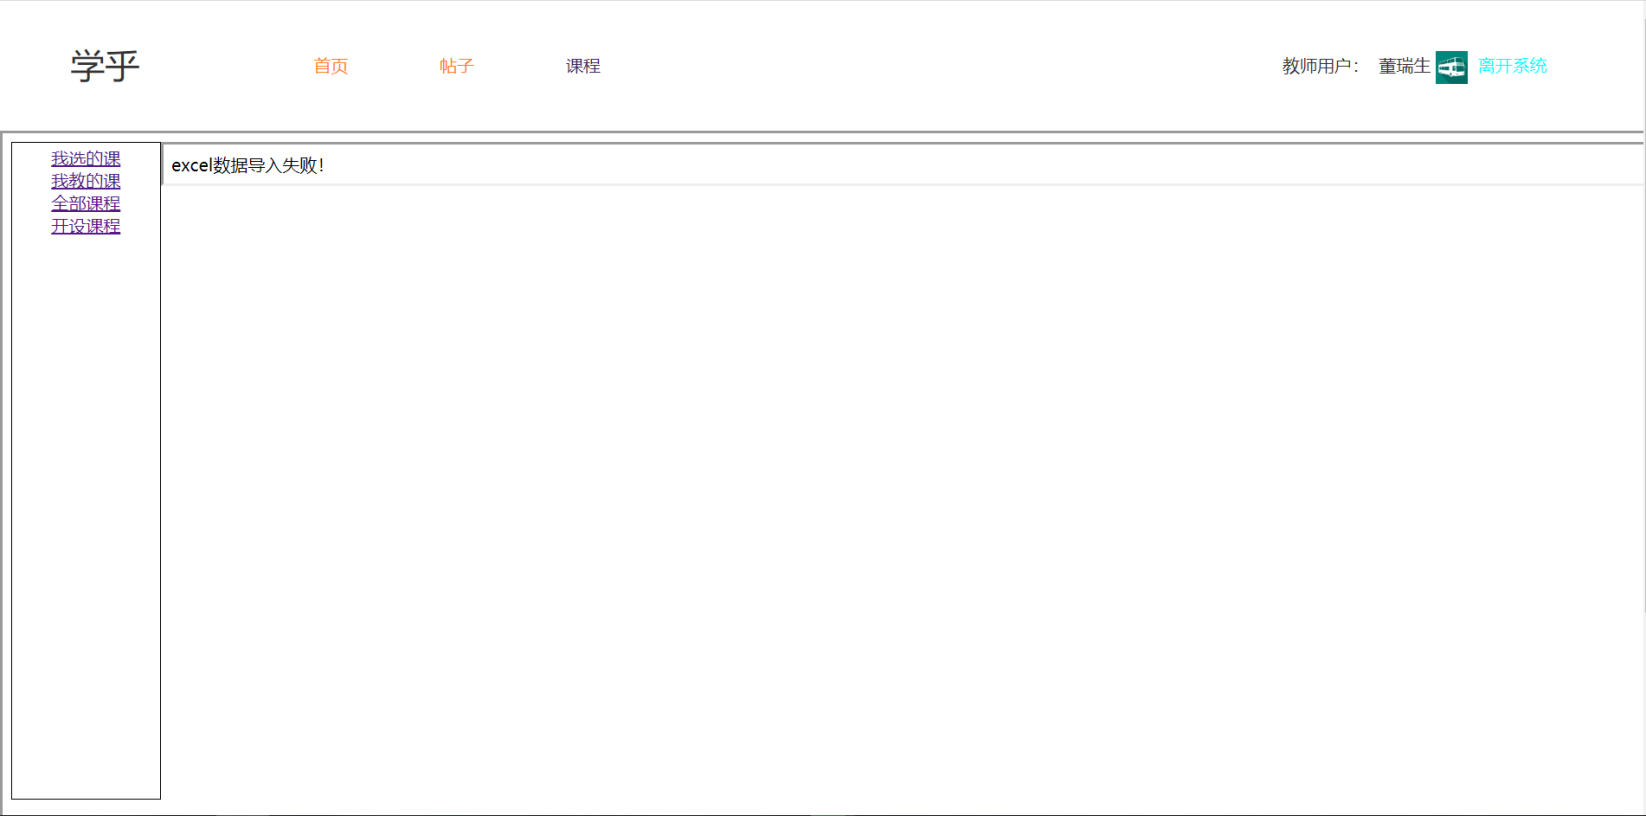 学乎
首页 帖子 课程
教师用户： 董瑞生 离开系统
我选的课
我教的课
全部课程
开设课程
excel数据导入失败！